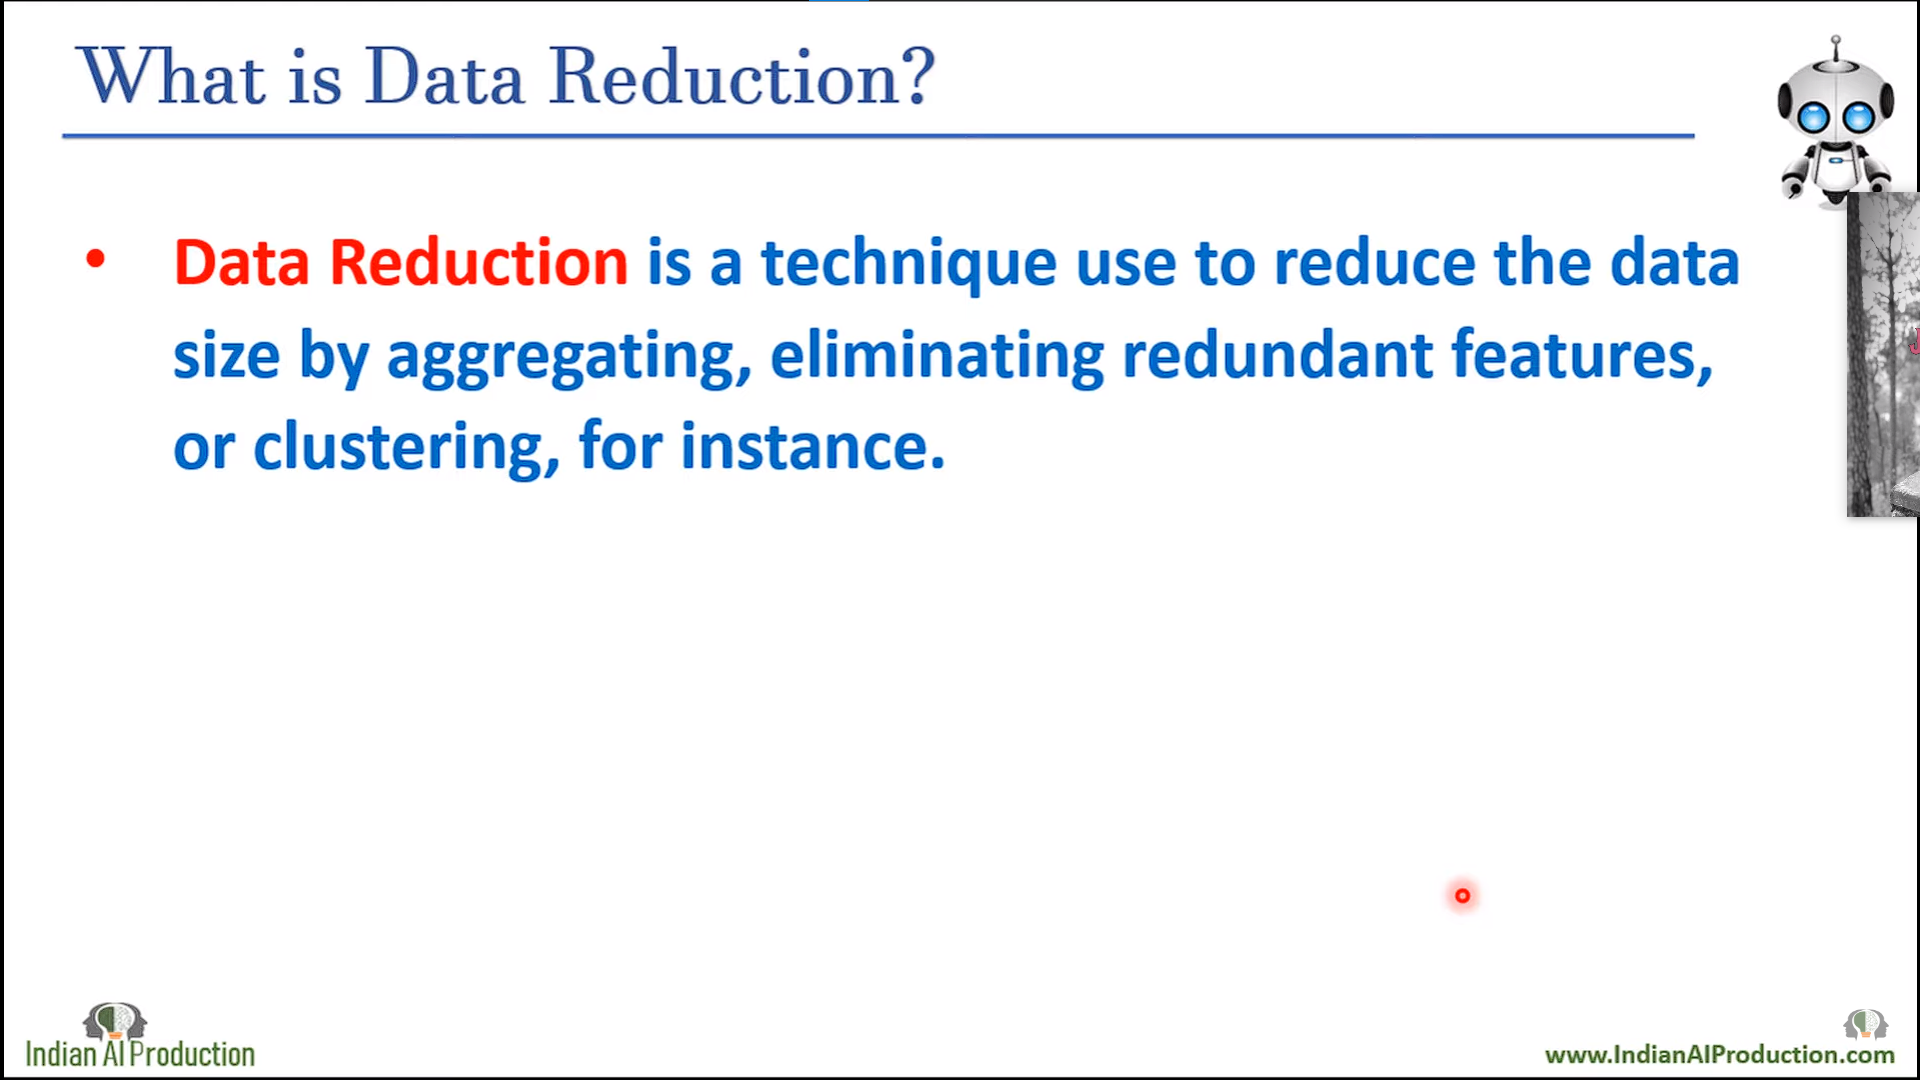 What is Data Reduction?
• Data Reduction is a technique use to reduce the data
size by aggregating, eliminating redundant features,
or clustering, for instance.
Indian AI Production
www.IndianAIProduction.com